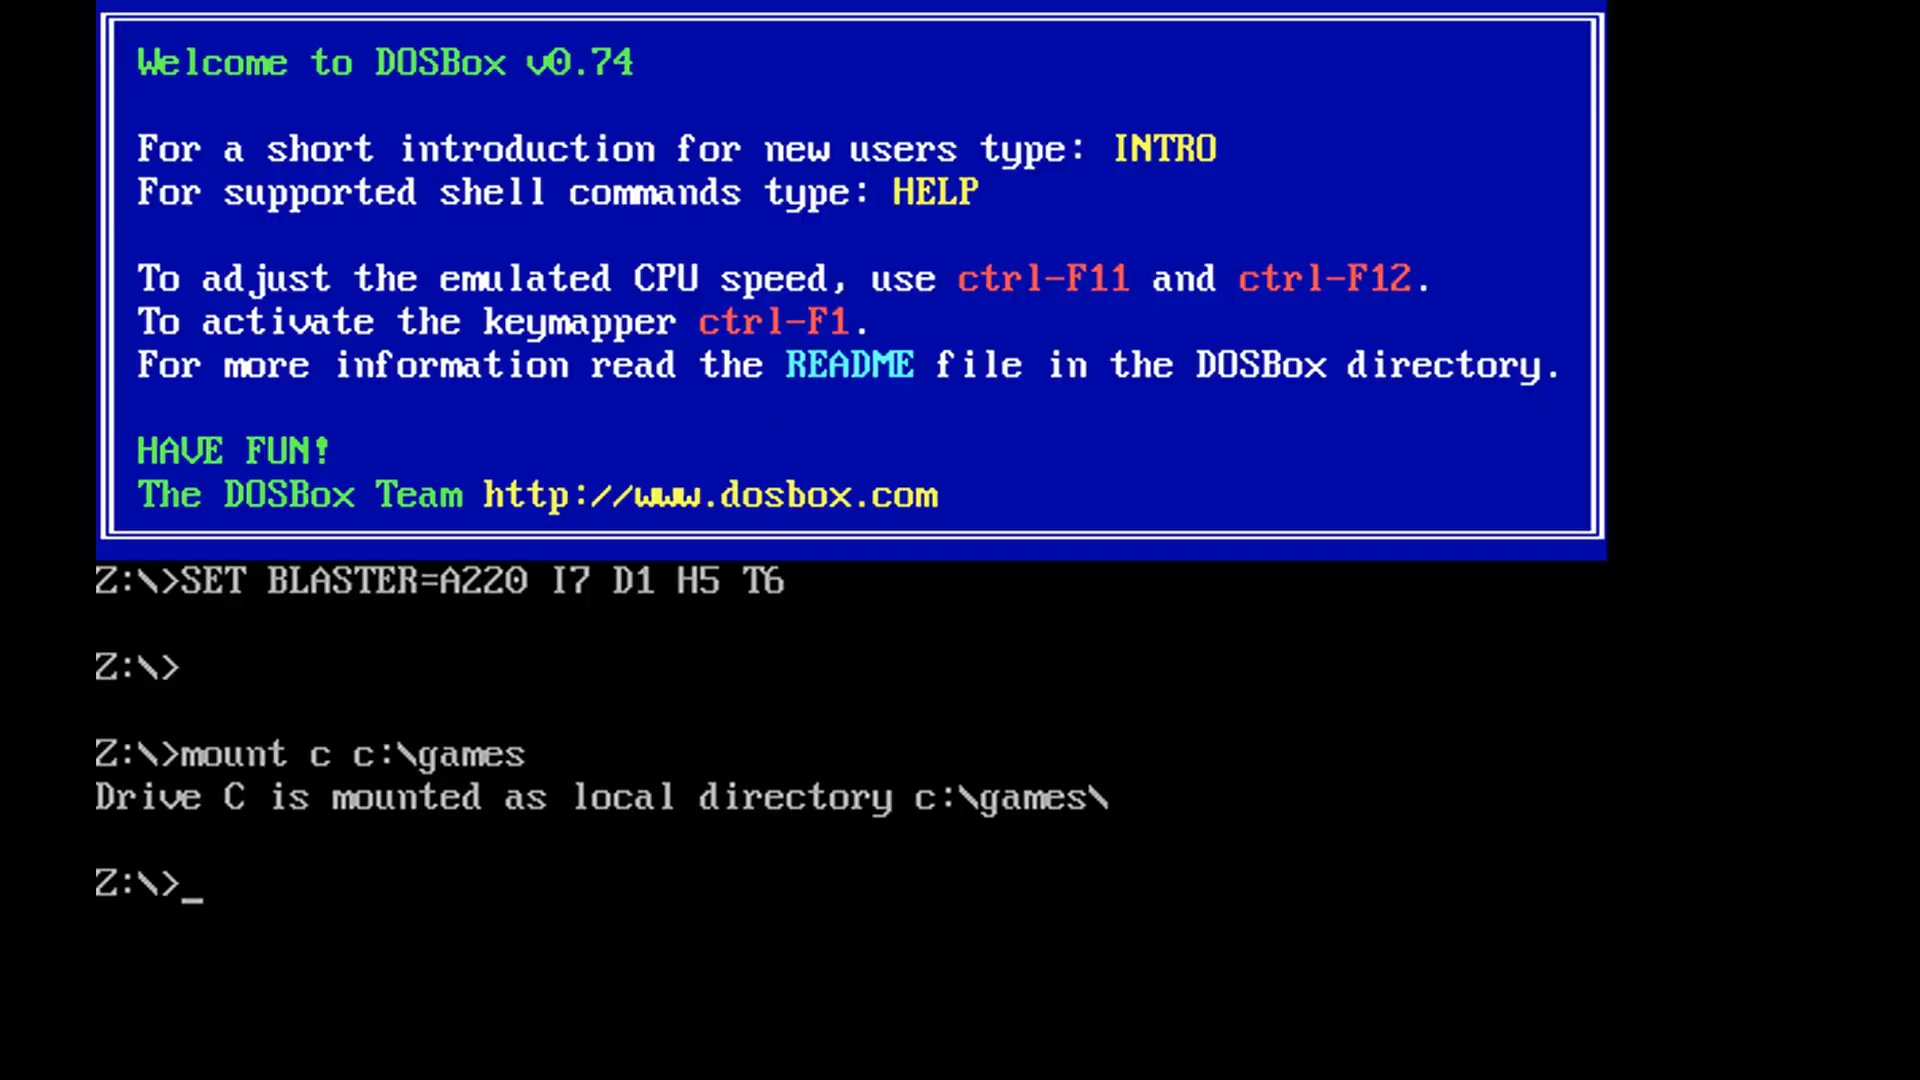 Welcome to DOSBox v0.74
For a short introduction for new users type: INTRO
For supported shell commands type: HELP
To adjust the emulated CPU speed, use ctrl-F11 and ctrl-F12.
To activate the keymapper ctrl-F1.
For more information read the README file in the DOSBox directory.
HAVE FUN!
The DOSBox Team http://www.dosbox.com
Z:\>SET BLASTER=A220 I7 D1 H5 T6
Z:\>
Z:\>mount c c:\games
Drive C is mounted as local directory c:\games\
Z:\>_